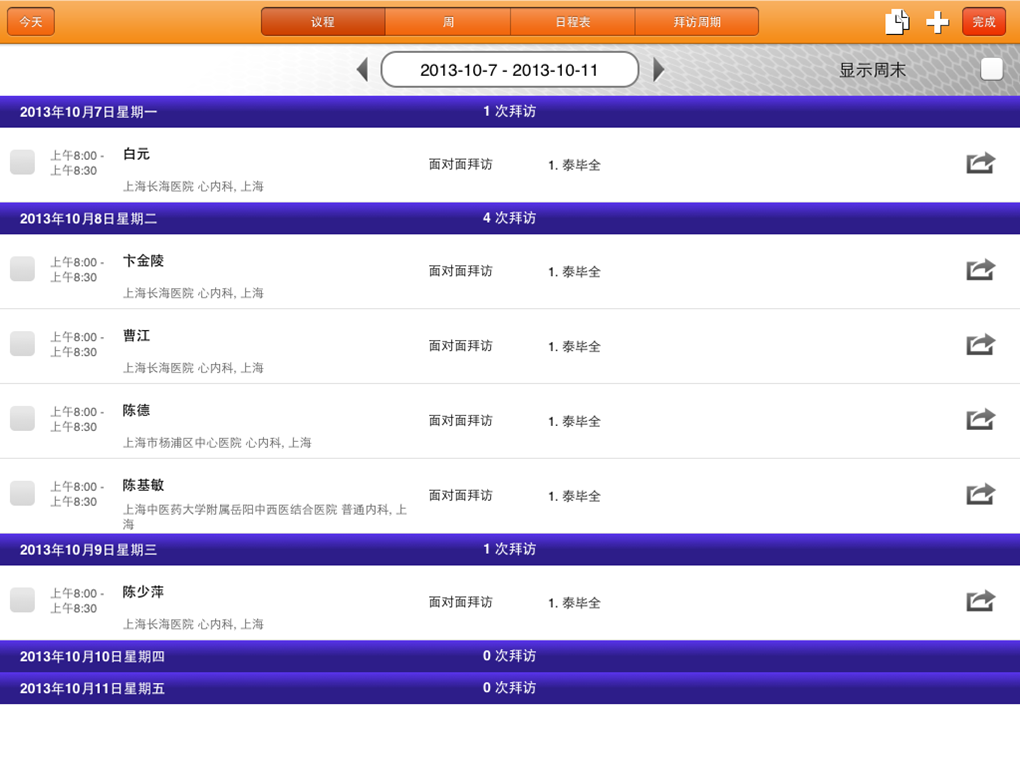 今天 议程 周 日程表 拜访周期 完成
2013-10-7 - 2013-10-11 显示周末
2013年10月7日星期一 1 次拜访
上午8:00 -
上午8:30
白元
上海长海医院 心内科, 上海
面对面拜访 1. 泰毕全
2013年10月8日星期二 4 次拜访
上午8:00 -
上午8:30
卞金陵
上海长海医院 心内科, 上海
面对面拜访 1. 泰毕全
上午8:00 -
上午8:30
曹江
上海长海医院 心内科, 上海
面对面拜访 1. 泰毕全
上午8:00 -
上午8:30
陈德
上海市杨浦区中心医院 心内科, 上海
面对面拜访 1. 泰毕全
上午8:00 -
上午8:30
陈基敏
上海中医药大学附属岳阳中西医结合医院 普通内科, 上
海
面对面拜访 1. 泰毕全
2013年10月9日星期三 1 次拜访
上午8:00 -
上午8:30
陈少萍
上海长海医院 心内科, 上海
面对面拜访 1. 泰毕全
2013年10月10日星期四 0 次拜访
2013年10月11日星期五 0 次拜访